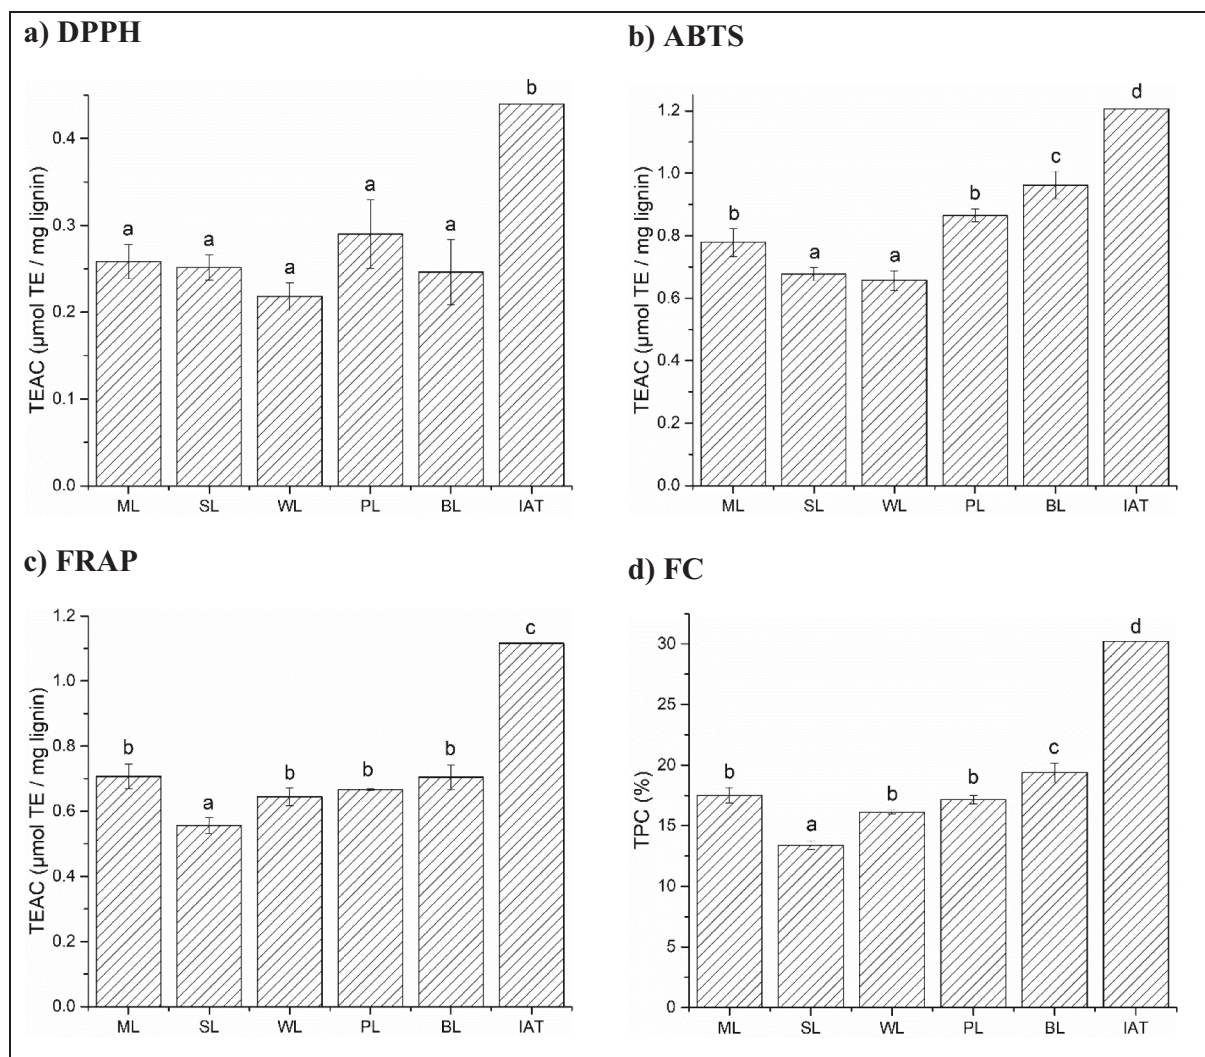 a) DPPH
b
0.4
0.3
0.2
0.1
0.0
TEAC (µmol TE / mg lignin)
a
a
a
a
a
ML SL WL PL BL IAT
b) ABTS
d
1.2
1.0
0.8
0.6
0.4
0.2
0.0
TEAC (µmol TE / mg lignin)
b
a
a
b
c
ML SL WL PL BL IAT
c) FRAP
1.2
1.0
0.8
0.6
0.4
0.2
0.0
TEAC (µmol TE / mg lignin)
b
a
b
b
b
c
ML SL WL PL BL IAT
d) FC
30
25
20
15
10
5
0
TPC (%)
b
a
b
b
c
d
ML SL WL PL BL IAT